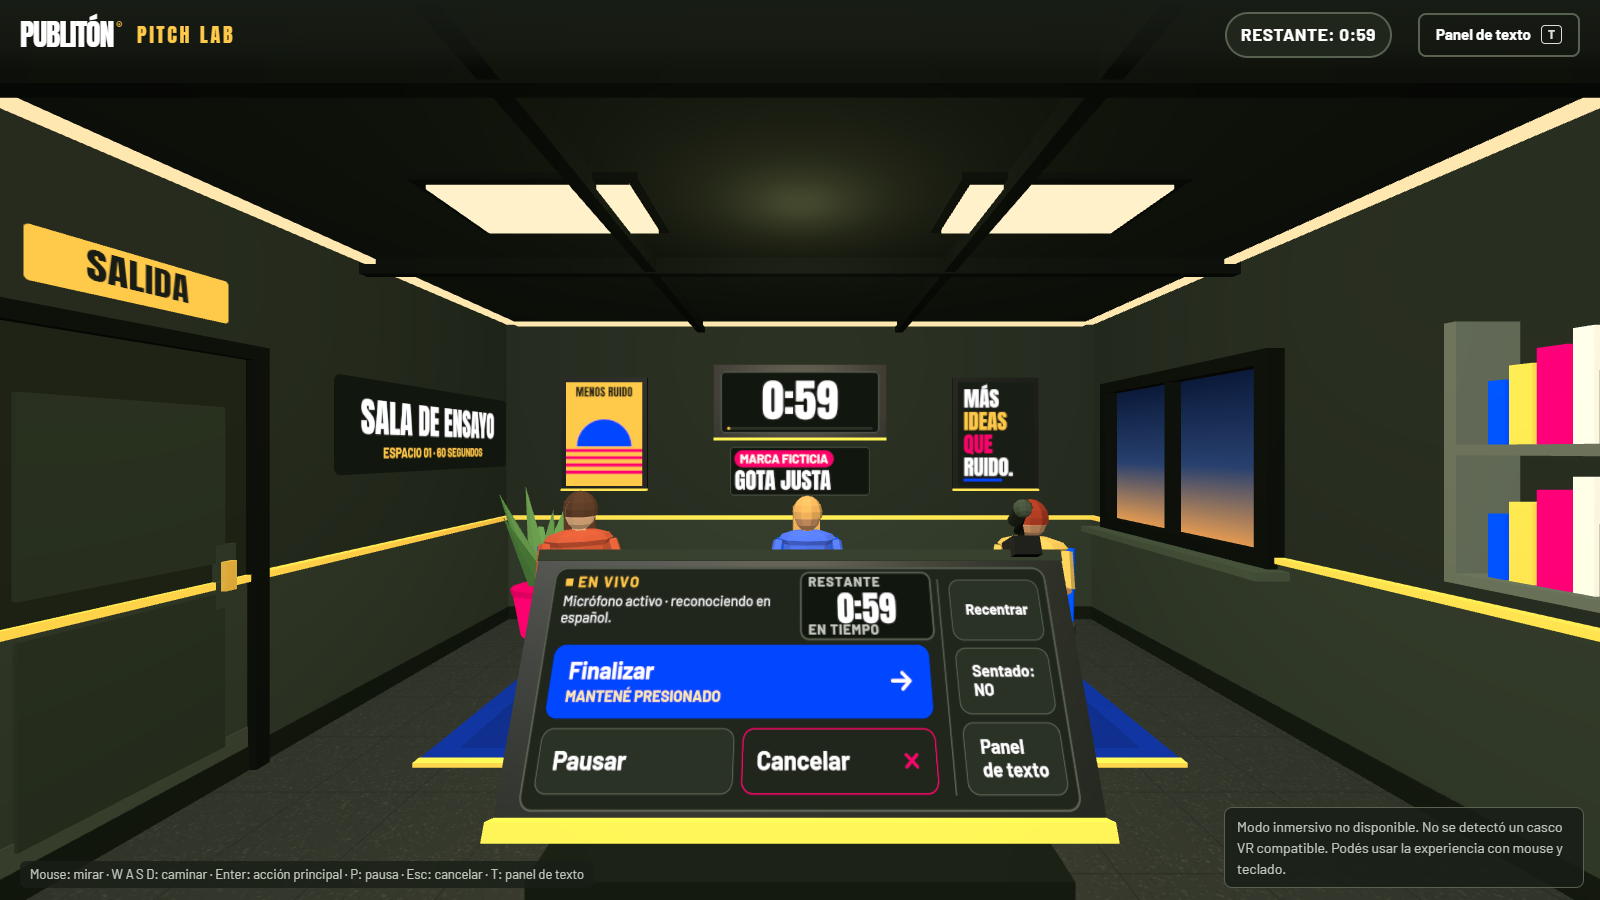 PUBLITÓN® PITCH LAB
RESTANTE: 0:59
Panel de texto T
SALIDA
SALA DE ENSAYO
ESPACIO 01 · 60 SEGUNDOS
MENOS RUIDO
0:59
MARCA FICTICIA
GOTA JUSTA
MÁS
IDEAS
QUE
RUIDO.
EN VIVO
Micrófono activo · reconociendo en
español.
RESTANTE
0:59
EN TIEMPO
Finalizar
MANTENÉ PRESIONADO
Pausar
Cancelar
Recentrar
Sentado:
NO
Panel
de texto
Mouse: mirar · W A S D: caminar · Enter: acción principal · P: pausa · Esc: cancelar · T: panel de texto
Modo inmersivo no disponible. No se detectó un casco
VR compatible. Podés usar la experiencia con mouse y
teclado.